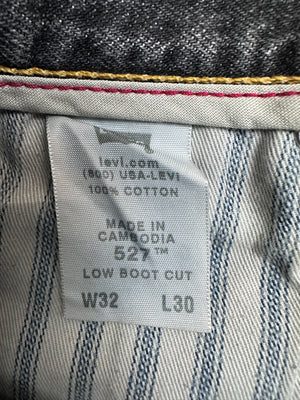 levi.com
(800) USA-LEVI
100% COTTON
MADE IN
CAMBODIA
527™
LOW BOOT CUT
W32 L30